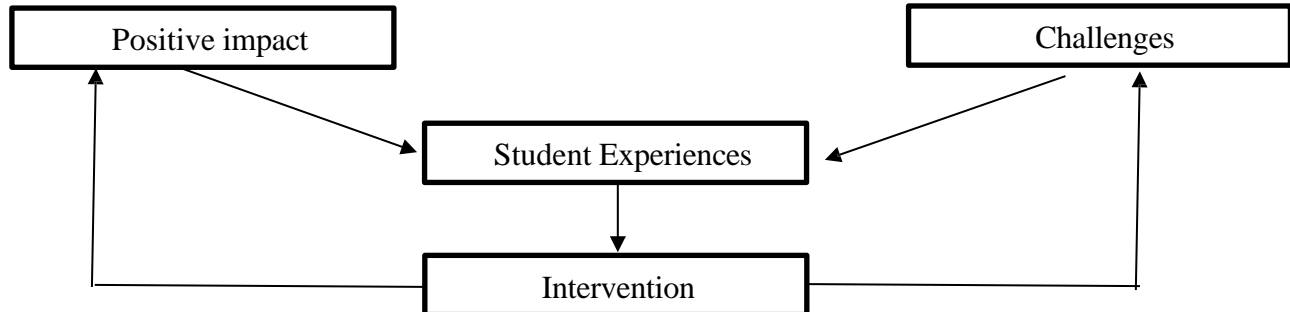 Positive impact
Challenges
Student Experiences
Intervention